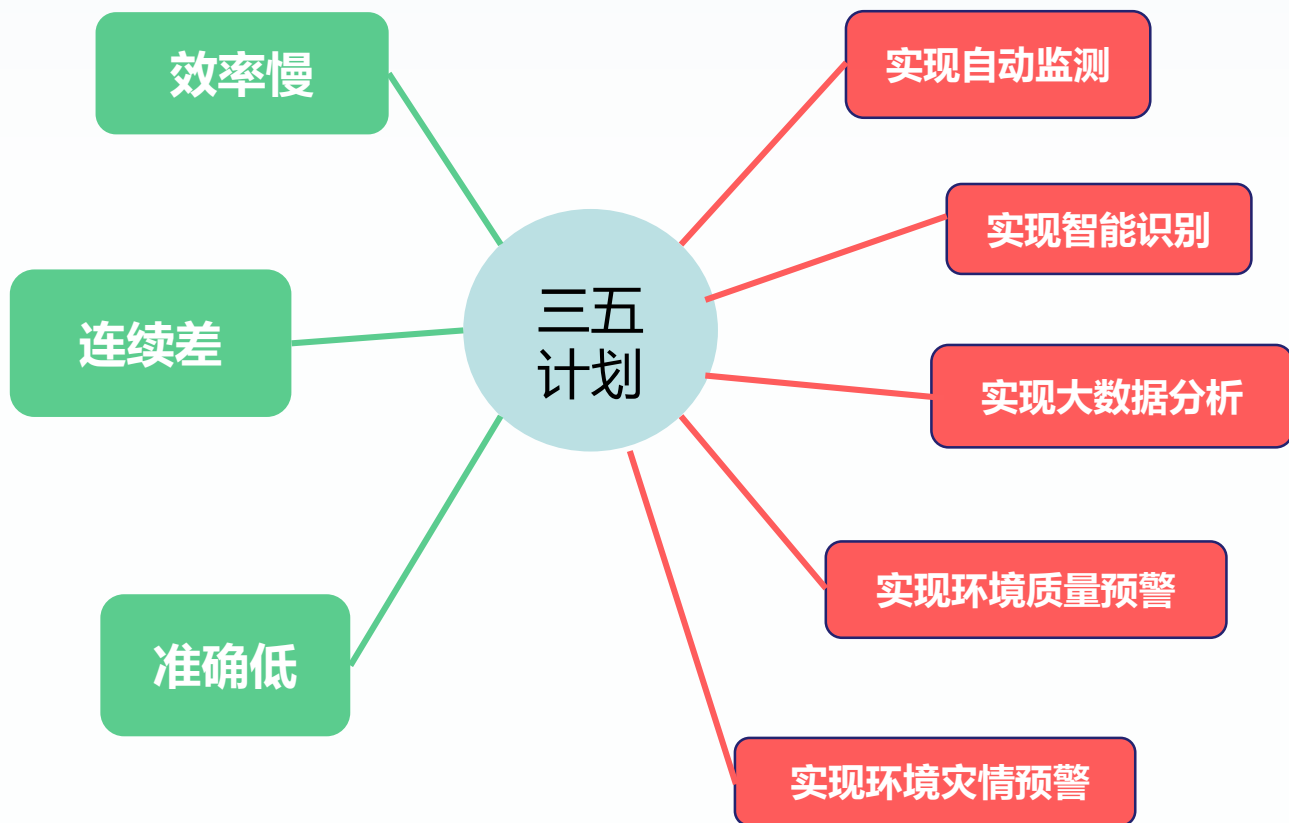 效率慢
连续差
准确低
三五
计划
实现自动监测
实现智能识别
实现大数据分析
实现环境质量预警
实现环境灾情预警